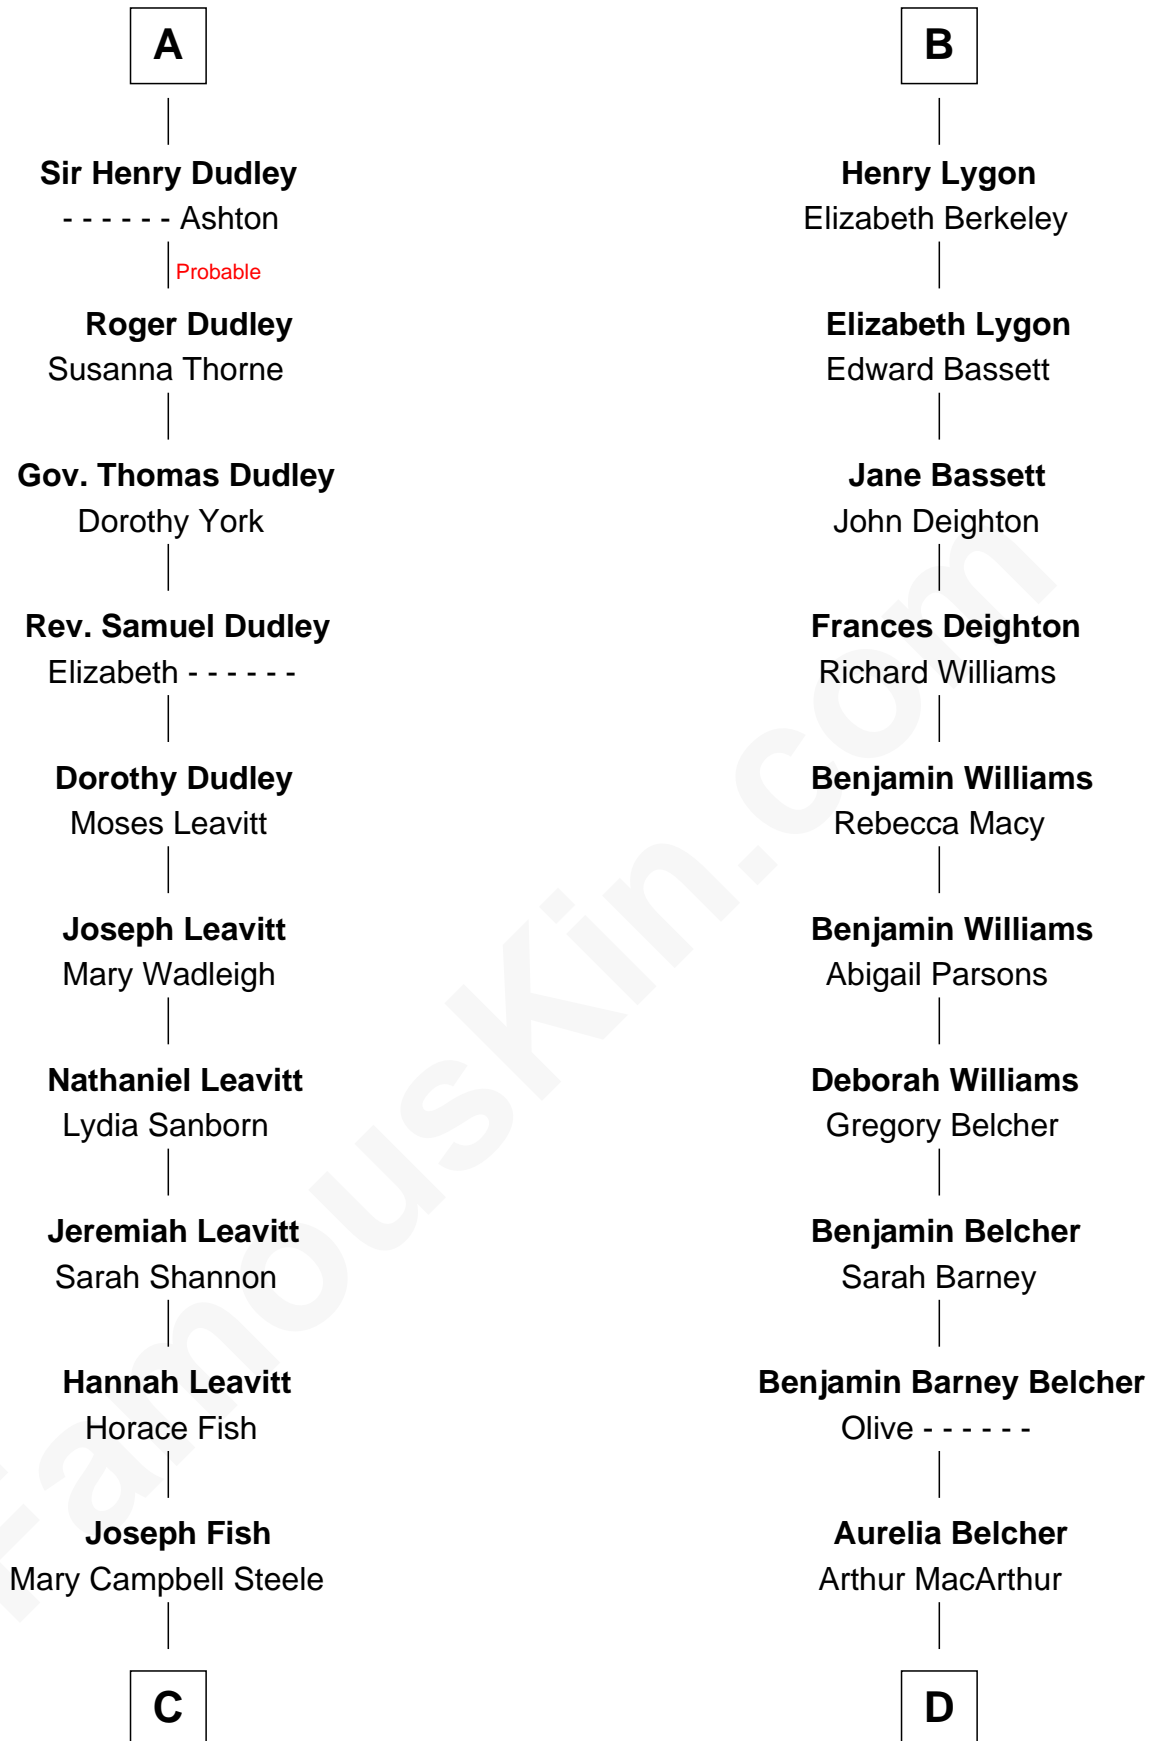 A
Sir Henry Dudley
- - - - - - Ashton
Probable
Roger Dudley
Susanna Thorne
Gov. Thomas Dudley
Dorothy York
Rev. Samuel Dudley
Elizabeth - - - - - -
Dorothy Dudley
Moses Leavitt
Joseph Leavitt
Mary Wadleigh
Nathaniel Leavitt
Lydia Sanborn
Jeremiah Leavitt
Sarah Shannon
Hannah Leavitt
Horace Fish
Joseph Fish
Mary Campbell Steele
C
B
Henry Lygon
Elizabeth Berkeley
Elizabeth Lygon
Edward Bassett
Jane Bassett
John Deighton
Frances Deighton
Richard Williams
Benjamin Williams
Rebecca Macy
Benjamin Williams
Abigail Parsons
Deborah Williams
Gregory Belcher
Benjamin Belcher
Sarah Barney
Benjamin Barney Belcher
Olive - - - - - -
Aurelia Belcher
Arthur MacArthur
D
FamousKin.com